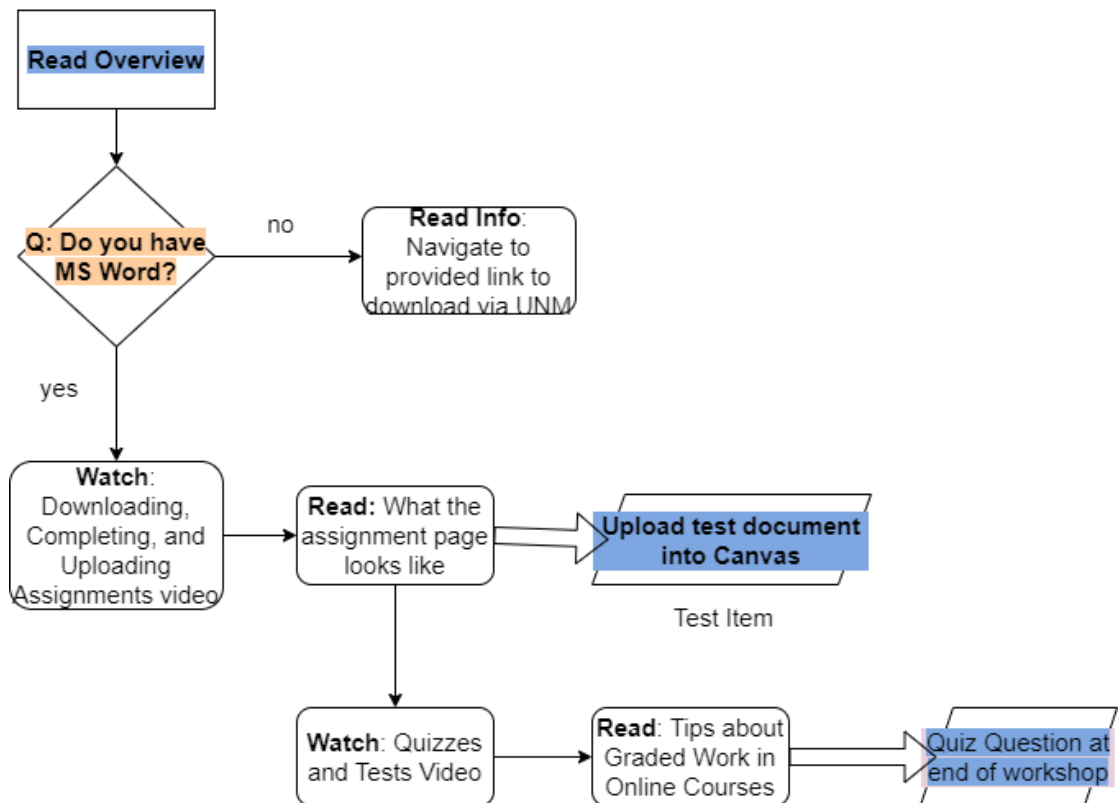 Read Overview
Q: Do you have
MS Word?
no
Read Info:
Navigate to
provided link to
download via UNM
yes
Watch:
Downloading,
Completing, and
Uploading
Assignments video
Read: What the
assignment page
looks like
Upload test document
into Canvas
Test Item
Watch: Quizzes
and Tests Video
Read: Tips about
Graded Work in
Online Courses
Quiz Question at
end of workshop